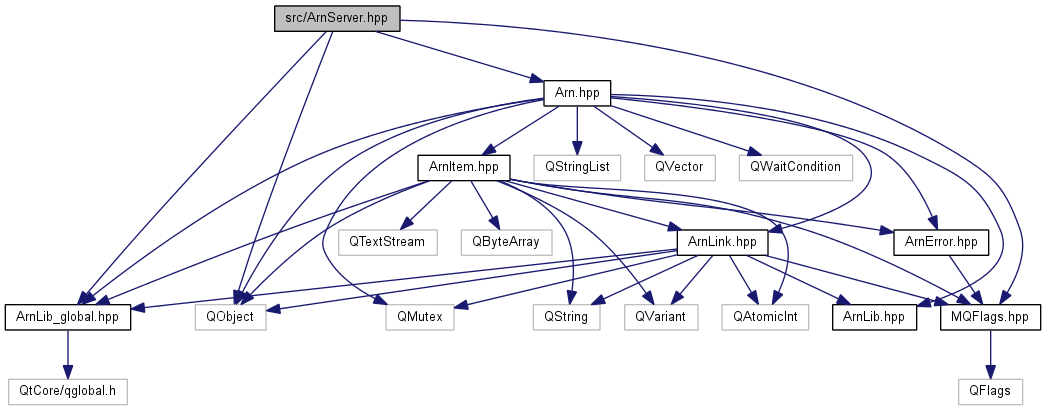 src/ArnServer.hpp
Arn.hpp
ArnItem.hpp
QStringList
QVector
QWaitCondition
QTextStream
QByteArray
ArnLink.hpp
ArnError.hpp
ArnLib_global.hpp
QObject
QMutex
QString
QVariant
QAtomicInt
ArnLib.hpp
MQFlags.hpp
QtCore/qglobal.h
QFlags